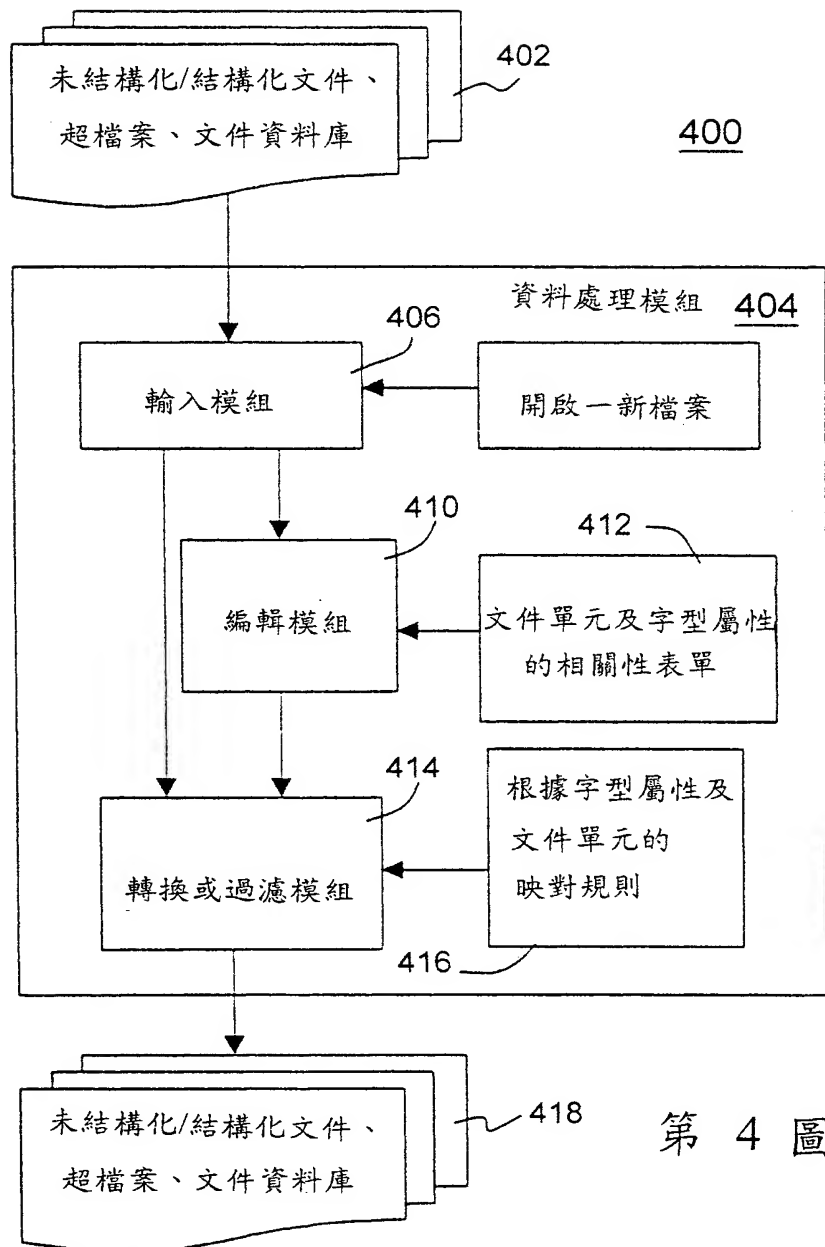 未結構化/結構化文件、
超檔案、文件資料庫
402
400
資料處理模組
404
406
輸入模組
開啟一新檔案
410
412
編輯模組
文件單元及字型屬性
的相關性表單
414
根據字型屬性及
文件單元的
映對規則
轉換或過濾模組
416
未結構化/結構化文件、
超檔案、文件資料庫
418
第 4 圖